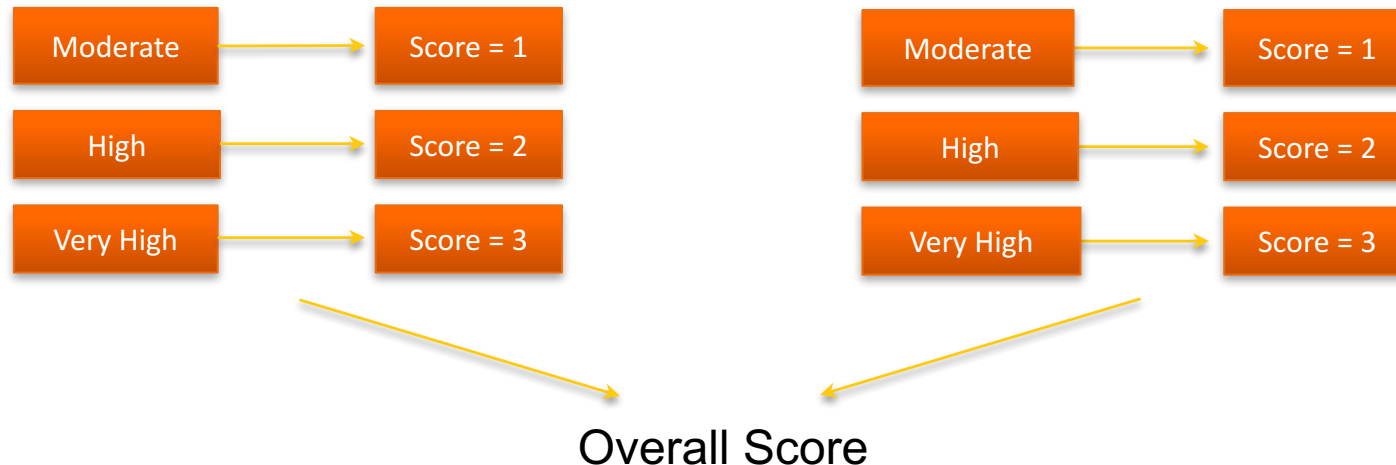 Moderate
Score = 1
High
Score = 2
Very High
Score = 3
Moderate
Score = 1
High
Score = 2
Very High
Score = 3
Overall Score